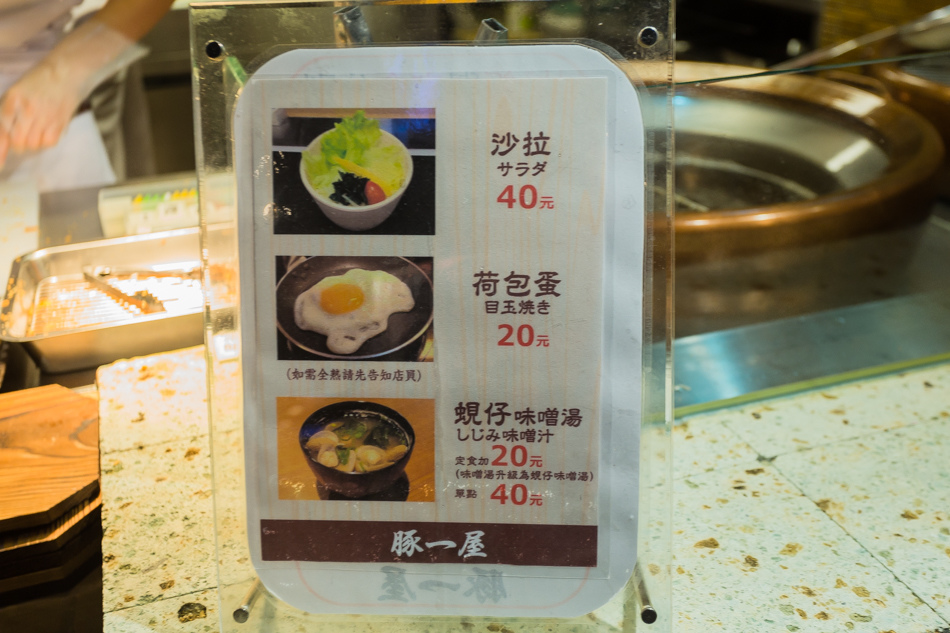 沙拉
サラダ
40元
荷包蛋
目玉焼き
20元
(如需全熟請先告知店員)
蜆仔味噌湯
しじみ味噌汁
定食加20元
(味噌湯升級為蜆仔味噌湯)
單點 40元
豚一屋